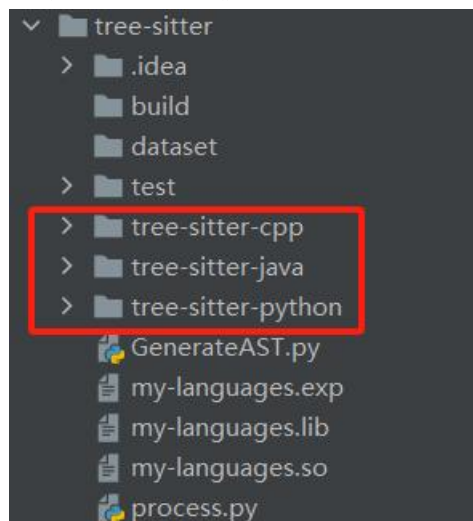 tree-sitter
.idea
build
dataset
test
tree-sitter-cpp
tree-sitter-java
tree-sitter-python
GenerateAST.py
my-languages.exp
my-languages.lib
my-languages.so
process.py